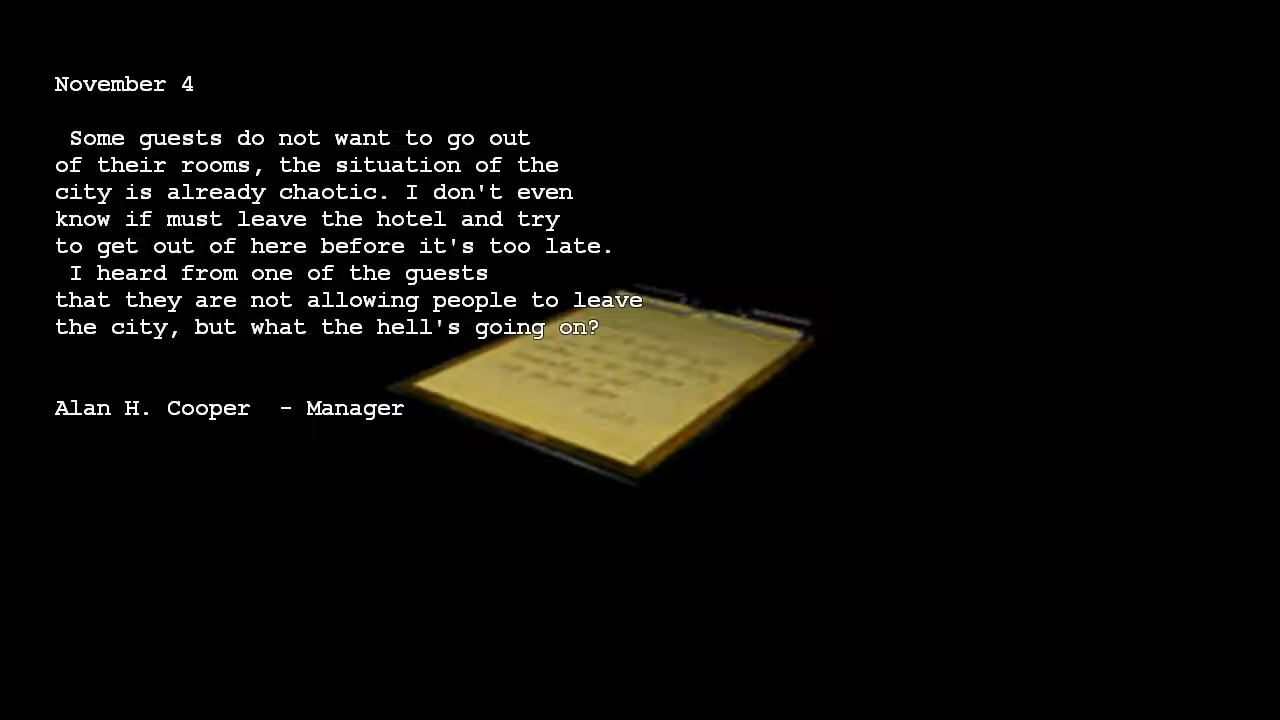 November 4
Some guests do not want to go out
of their rooms, the situation of the
city is already chaotic. I don't even
know if must leave the hotel and try
to get out of here before it's too late.
I heard from one of the guests
that they are not allowing people to leave
the city, but what the hell's going on?
Alan H. Cooper - Manager